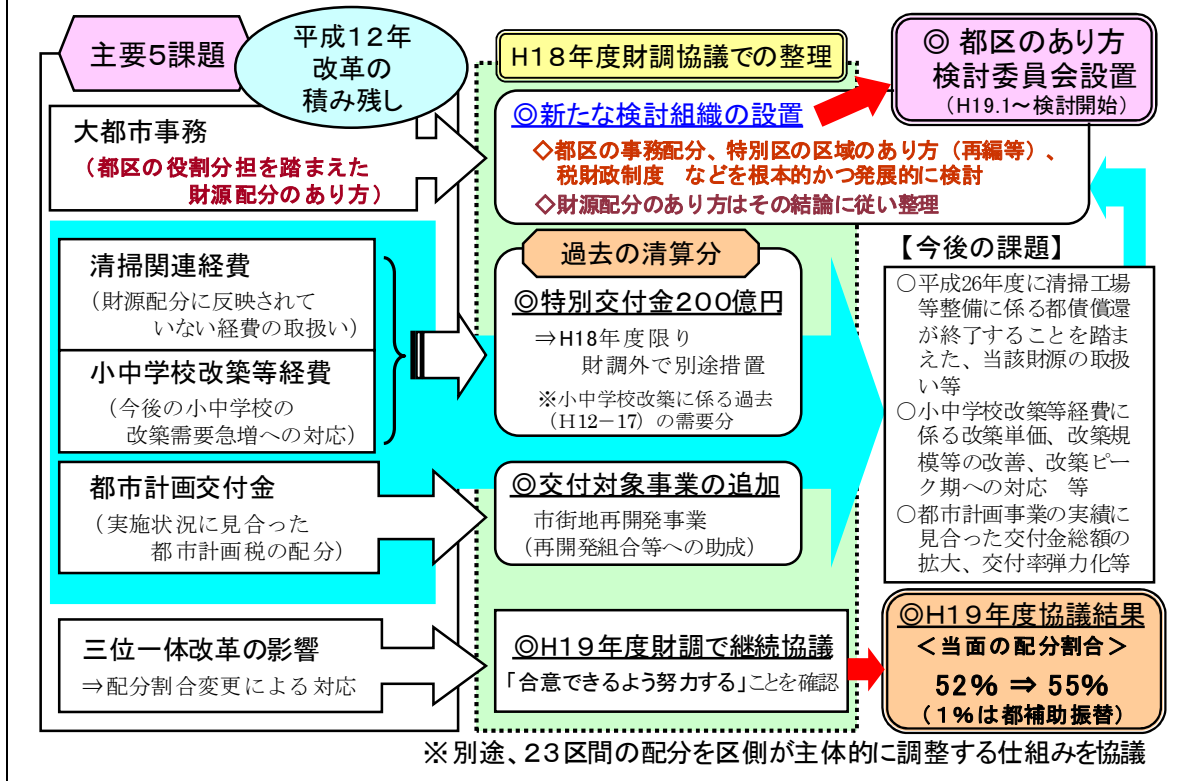 主要5課題
平成12年
改革の
積み残し
大都市事務
(都区の役割分担を踏まえた
財源配分のあり方)
清掃関連経費
(財源配分に反映されて
いない経費の取扱い)
小中学校改築等経費
(今後の小中学校の
改築需要急増への対応)
都市計画交付金
(実施状況に見合った
都市計画税の配分)
三位一体改革の影響
⇒配分割合変更による対応
H18年度財調協議での整理
◎新たな検討組織の設置
◇都区の事務配分、特別区の区域のあり方(再編等)、
税財政制度 などを根本的かつ発展的に検討
◇財源配分のあり方はその結論に従い整理
過去の清算分
◎特別交付金200億円
⇒H18年度限り
財調外で別途措置
※小中学校改築に係る過去
(H12-17)の需要分
◎交付対象事業の追加
市街地再開発事業
(再開発組合等への助成)
◎H19年度財調で継続協議
「合意できるよう努力する」ことを確認
◎ 都区のあり方
検討委員会設置
(H19.1~検討開始)
【今後の課題】
○平成26年度に清掃工場
等整備に係る都債償還
が終了することを踏ま
えた、当該財源の取扱
い等
○小中学校改築等経費に
係る改築単価、改築規
模等の改善、改築ピー
ク期への対応 等
○都市計画事業の実績に
見合った交付金総額の
拡大、交付率弾力化等
◎H19年度協議結果
<当面の配分割合>
52% ⇒ 55%
(1%は都補助振替)
※別途、23区間の配分を区側が主体的に調整する仕組みを協議